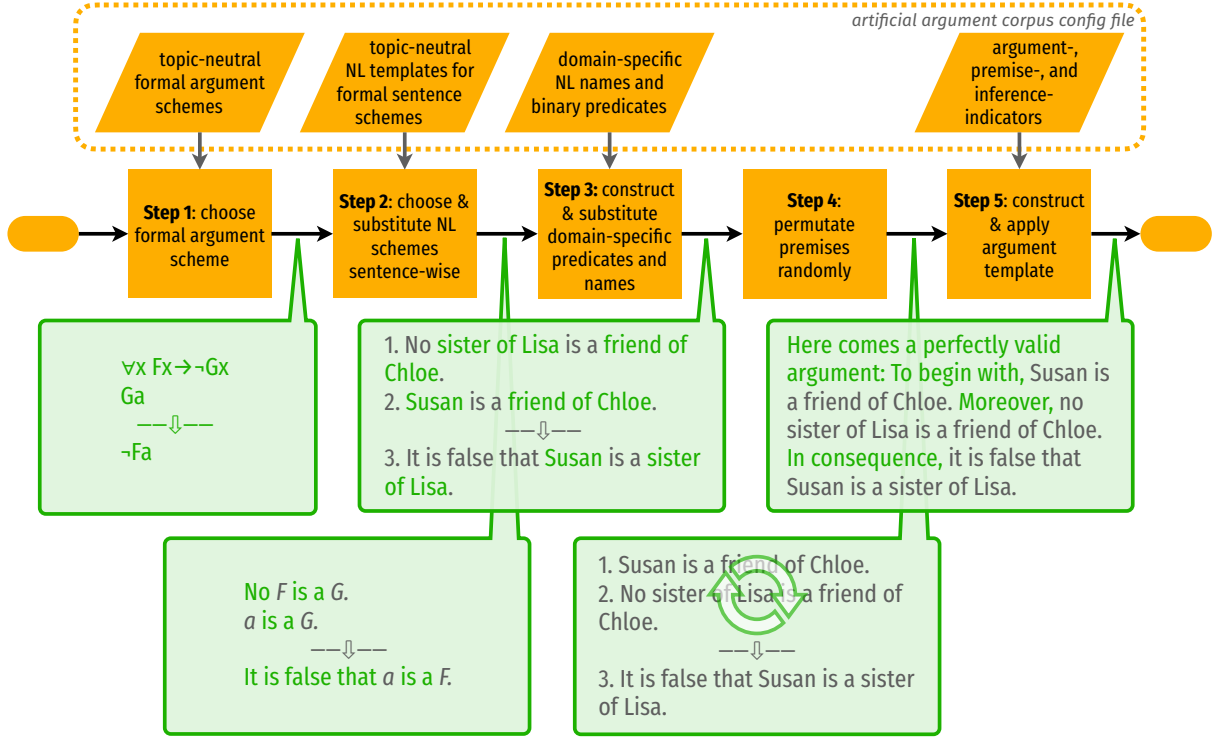 artificial argument corpus config file
topic-neutral
formal argument
schemes
topic-neutral
NL templates for
formal sentence
schemes
domain-specific
NL names and
binary predicates
argument-,
premise-, and
inference-
indicators
Step 1: choose
formal argument
scheme
Step 2: choose &
substitute NL
schemes
sentence-wise
Step 3: construct
& substitute
domain-specific
predicates and
names
Step 4:
permutate
premises
randomly
Step 5: construct
& apply
argument
template
∀x Fx→¬Gx
Ga
——⇩——
¬Fa
1. No sister of Lisa is a friend of
Chloe.
2. Susan is a friend of Chloe.
——⇩——
3. It is false that Susan is a sister
of Lisa.
Here comes a perfectly valid
argument: To begin with, Susan is
a friend of Chloe. Moreover, no
sister of Lisa is a friend of Chloe.
In consequence, it is false that
Susan is a sister of Lisa.
No F is a G.
a is a G.
——⇩——
It is false that a is a F.
1. Susan is a friend of Chloe.
2. No sister of Lisa is a friend of
Chloe.
——⇩——
3. It is false that Susan is a sister
of Lisa.